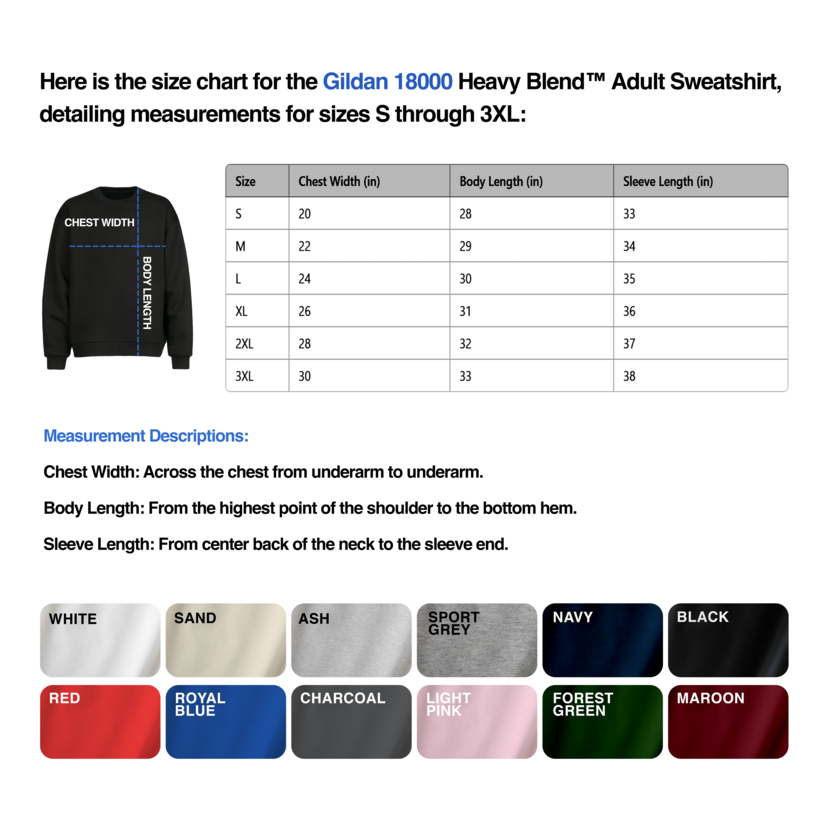 Here is the size chart for the Gildan 18000 Heavy Blend™ Adult Sweatshirt,
detailing measurements for sizes S through 3XL:
CHEST WIDTH
BODY LENGTH
Size Chest Width (in) Body Length (in) Sleeve Length (in)
S 20 28 33
M 22 29 34
L 24 30 35
XL 26 31 36
2XL 28 32 37
3XL 30 33 38
Measurement Descriptions:
Chest Width: Across the chest from underarm to underarm.
Body Length: From the highest point of the shoulder to the bottom hem.
Sleeve Length: From center back of the neck to the sleeve end.
WHITE
SAND
ASH
SPORT
GREY
NAVY
BLACK
RED
ROYAL
BLUE
CHARCOAL
LIGHT
PINK
FOREST
GREEN
MAROON